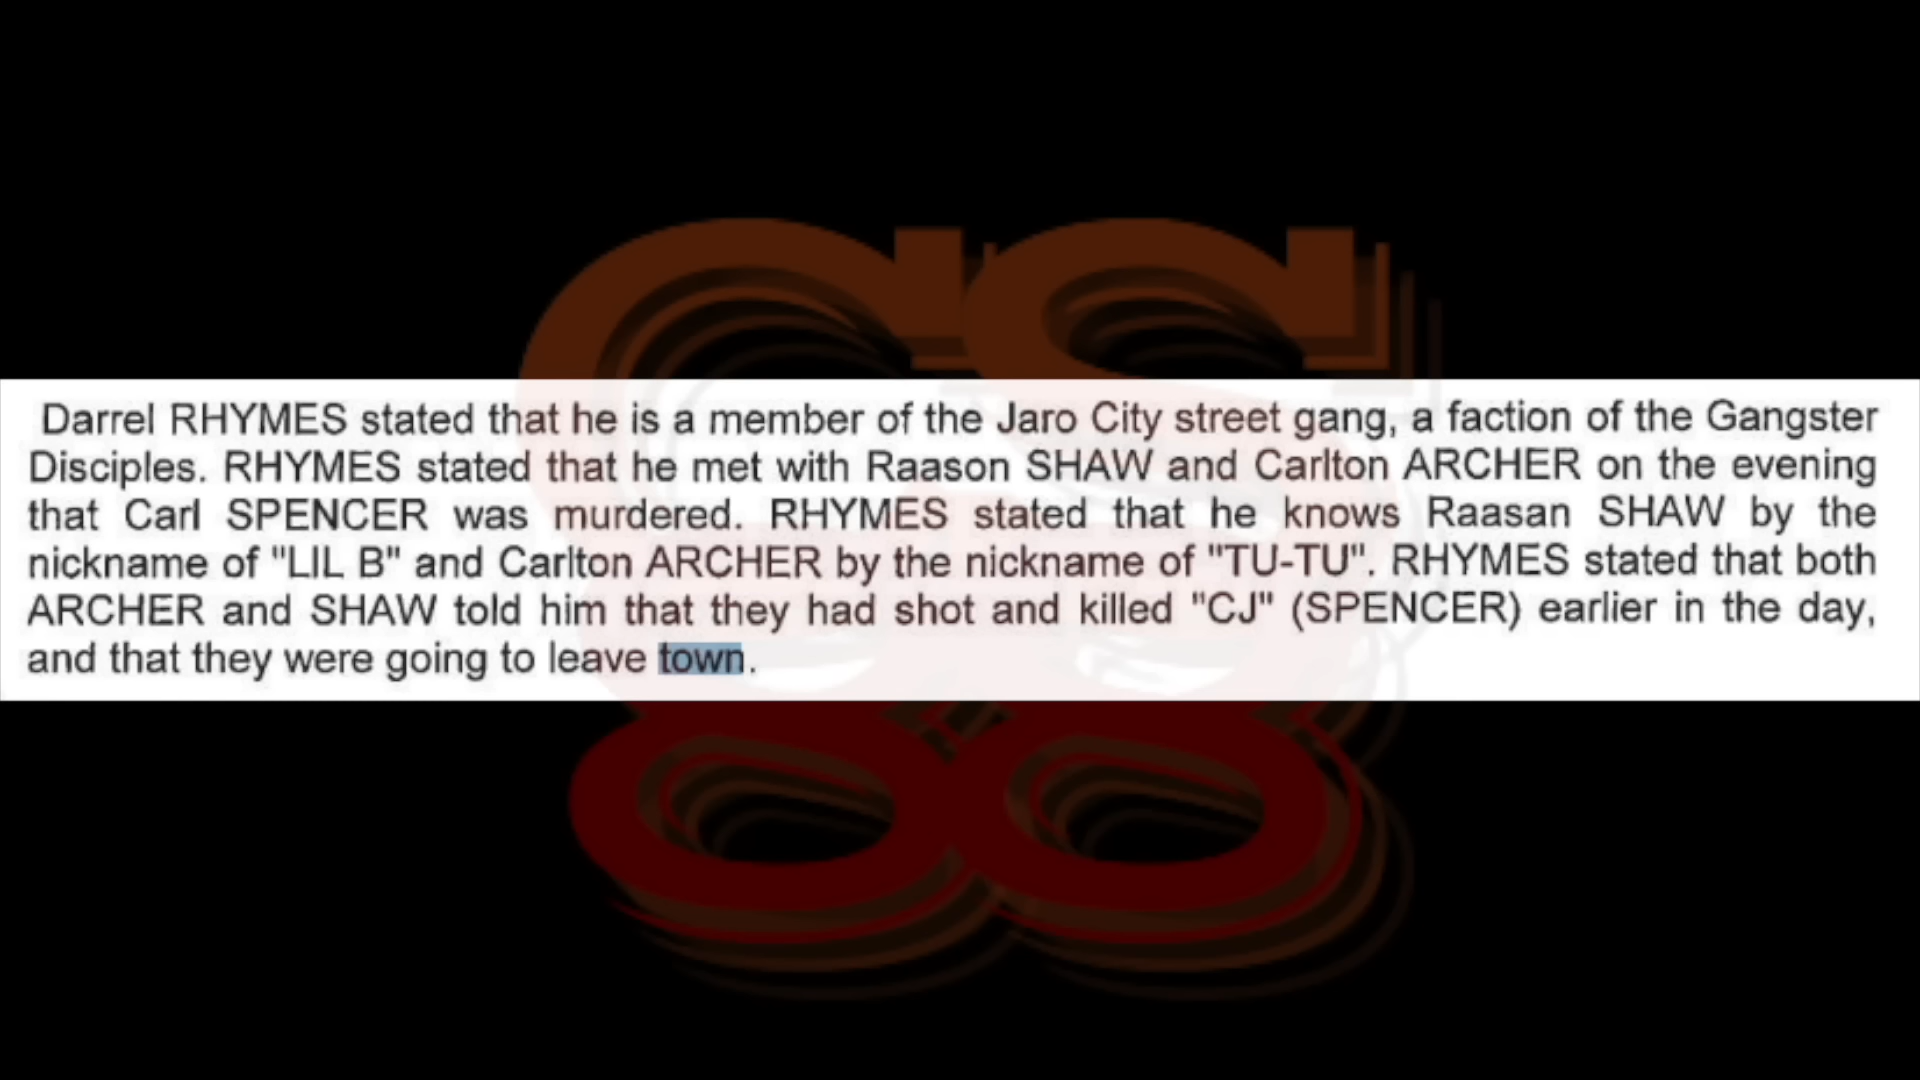 Darrel RHYMES stated that he is a member of the Jaro City street gang, a faction of the Gangster
Disciples. RHYMES stated that he met with Raason SHAW and Carlton ARCHER on the evening
that Carl SPENCER was murdered. RHYMES stated that he knows Raasan SHAW by the
nickname of "LIL B" and Carlton ARCHER by the nickname of "TU-TU". RHYMES stated that both
ARCHER and SHAW told him that they had shot and killed "CJ" (SPENCER) earlier in the day,
and that they were going to leave town.